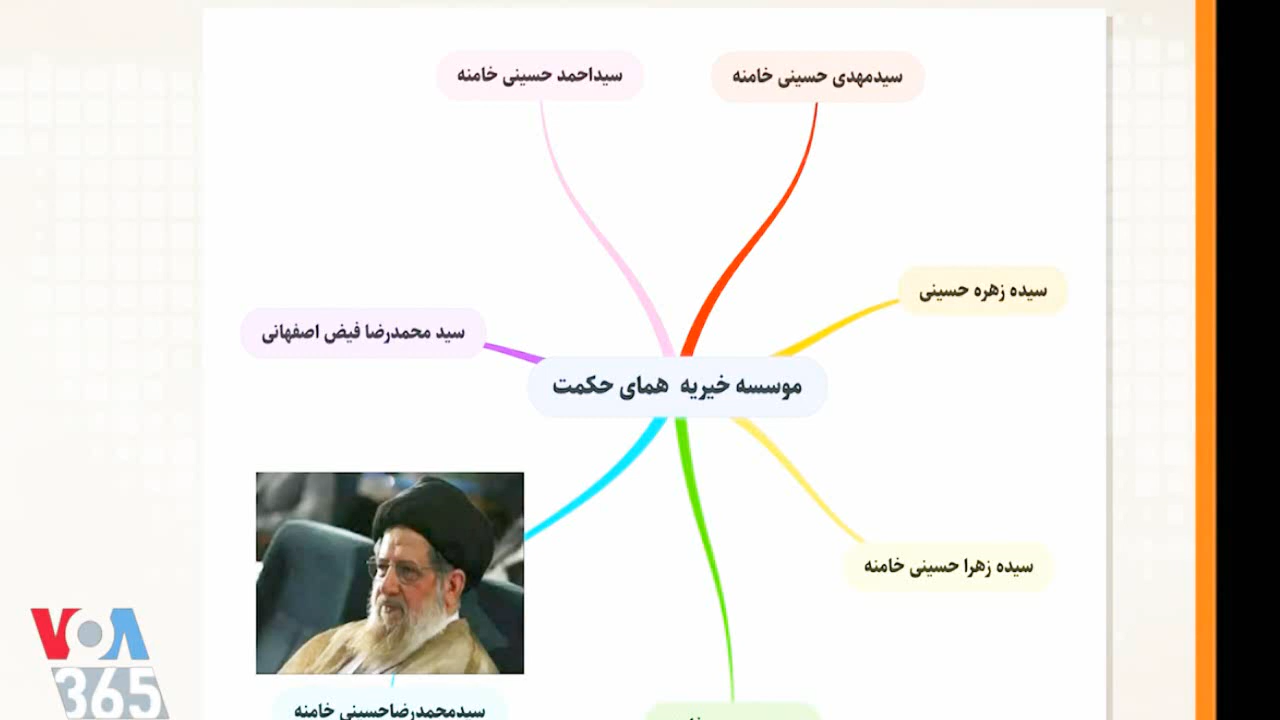 سیدمهدی حسینی خامنه
سیداحمد حسینی خامنه
سیده زهره حسینی
سید محمدرضا فیض اصفهانی
موسسه خیریه همای حکمت
سیده زهرا حسینی خامنه
سیدمحمدرضاحسینی خامنه
VOA
365